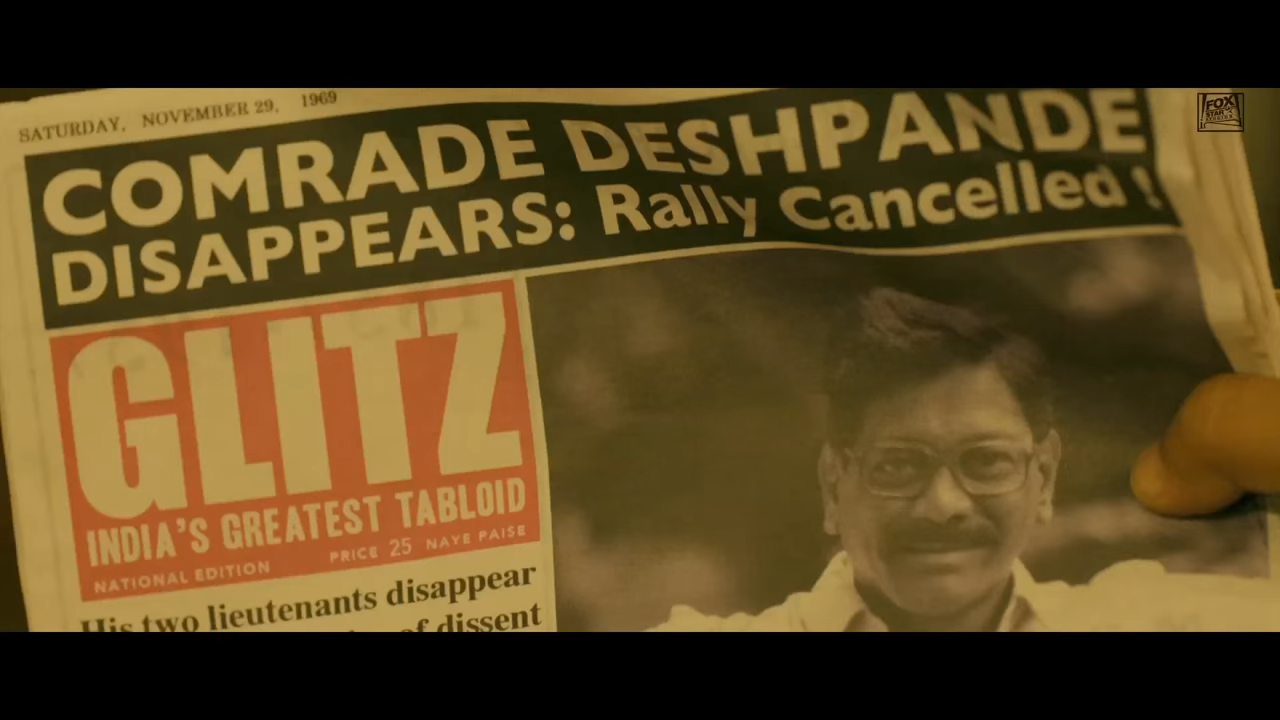 SATURDAY, NOVEMBER 29, 1969
COMRADE DESHPANDE
DISAPPEARS: Rally Cancelled !
GLITZ
INDIA'S GREATEST TABLOID
NATIONAL EDITION PRICE 25 NAYE PAISE
His two lieutenants disappear
of dissent
FOX
STAR